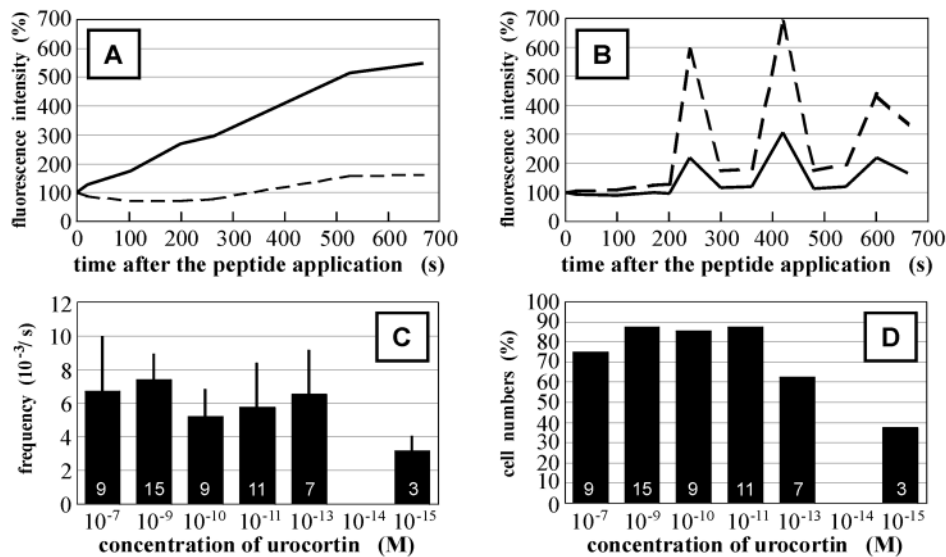 A
fluorescence intensity (%)
700
600
500
400
300
200
100
0
0 100 200 300 400 500 600 700
time after the peptide application (s)
B
fluorescence intensity (%)
700
600
500
400
300
200
100
0
0 100 200 300 400 500 600 700
time after the peptide application (s)
C
frequency (10⁻³/s)
12
10
8
6
4
2
0
9 15 9 11 7 3
10⁻⁷ 10⁻⁹ 10⁻¹⁰ 10⁻¹¹ 10⁻¹³ 10⁻¹⁴ 10⁻¹⁵
concentration of urocortin (M)
D
cell numbers (%)
100
90
80
70
60
50
40
30
20
10
0
9 15 9 11 7 3
10⁻⁷ 10⁻⁹ 10⁻¹⁰ 10⁻¹¹ 10⁻¹³ 10⁻¹⁴ 10⁻¹⁵
concentration of urocortin (M)